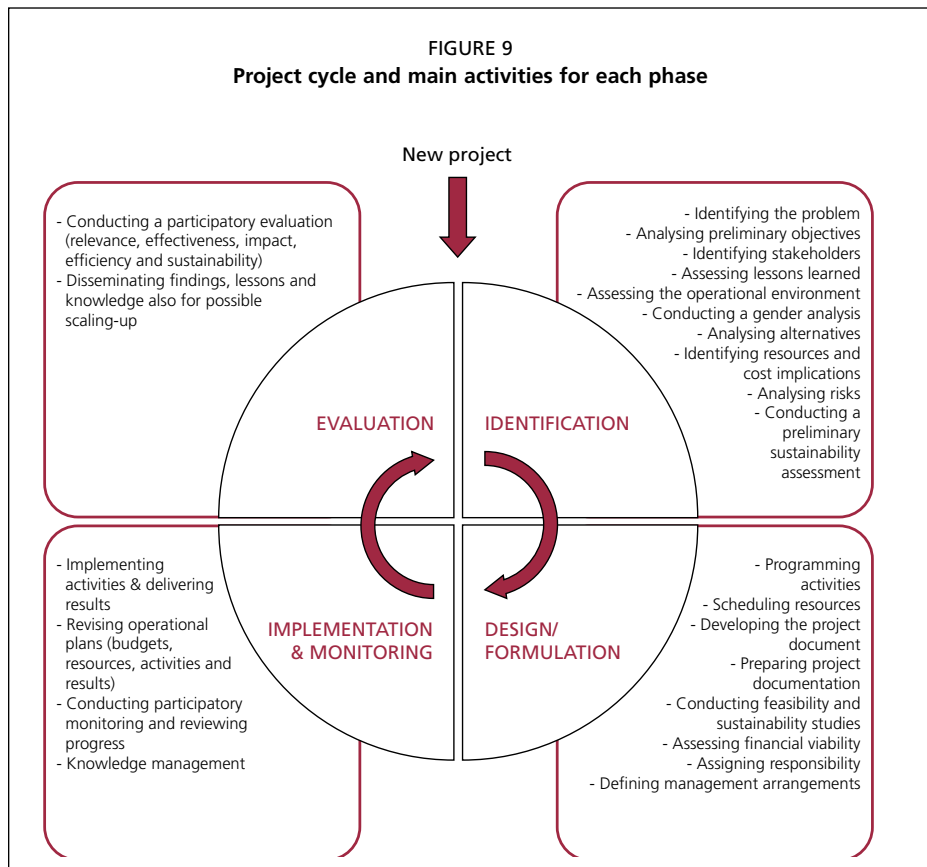 FIGURE 9
Project cycle and main activities for each phase
New project
- Conducting a participatory evaluation
(relevance, effectiveness, impact,
efficiency and sustainability)
- Disseminating findings, lessons and
knowledge also for possible
scaling-up
- Identifying the problem
- Analysing preliminary objectives
- Identifying stakeholders
- Assessing lessons learned
- Assessing the operational environment
- Conducting a gender analysis
- Analysing alternatives
- Identifying resources and
cost implications
- Analysing risks
- Conducting a
preliminary
sustainability
assessment
EVALUATION
IDENTIFICATION
- Implementing
activities & delivering
results
- Revising operational
plans (budgets,
resources, activities and
results)
- Conducting participatory
monitoring and reviewing
progress
- Knowledge management
IMPLEMENTATION
& MONITORING
DESIGN/
FORMULATION
- Programming
activities
- Scheduling resources
- Developing the project
document
- Preparing project
documentation
- Conducting feasibility and
sustainability studies
- Assessing financial viability
- Assigning responsibility
- Defining management arrangements